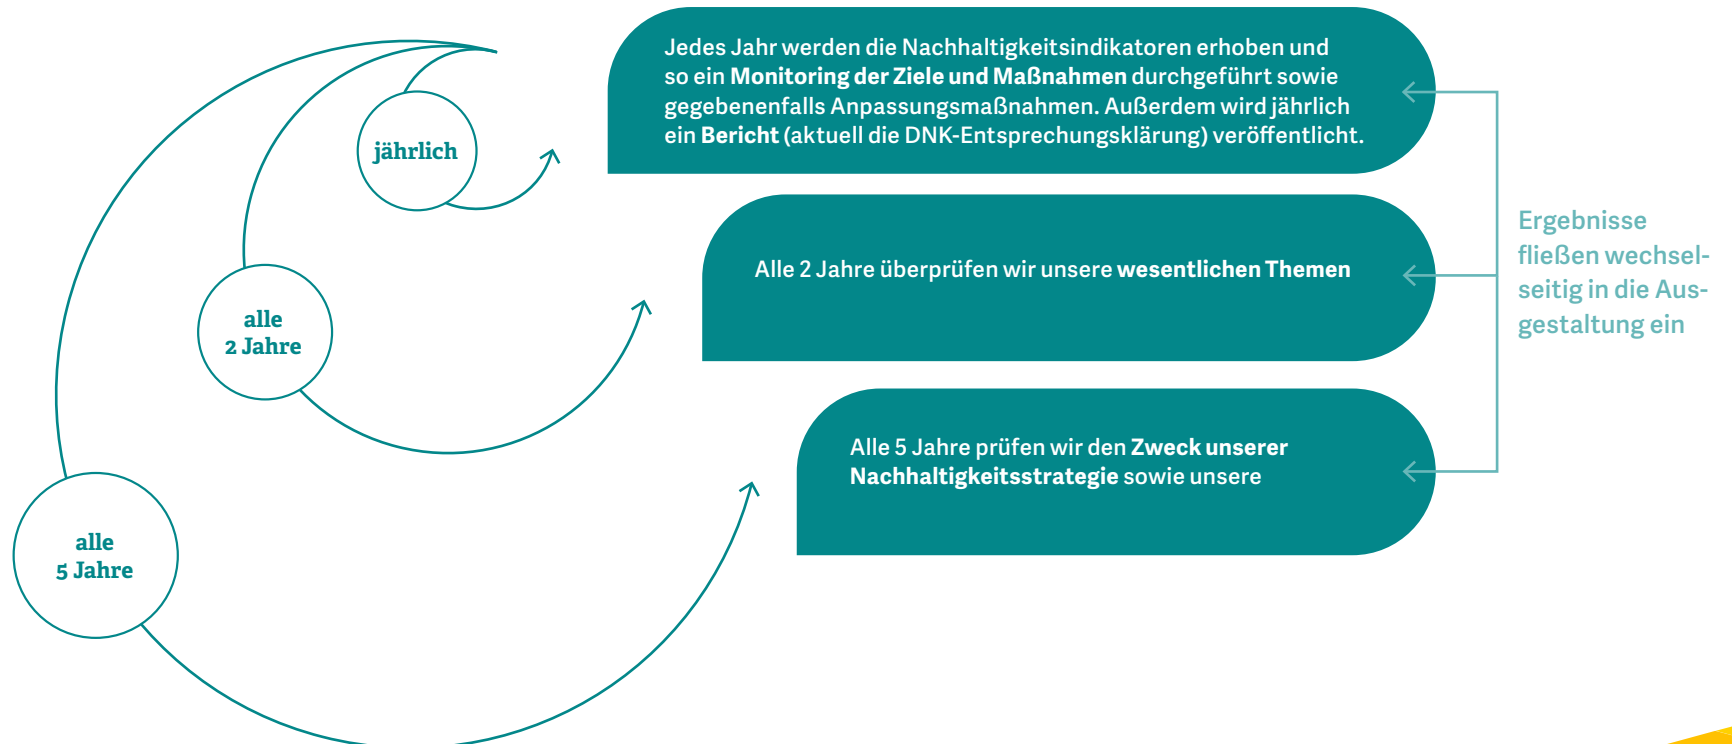 Jedes Jahr werden die Nachhaltigkeitsindikatoren erhoben und
so ein Monitoring der Ziele und Maßnahmen durchgeführt sowie
gegebenenfalls Anpassungsmaßnahmen. Außerdem wird jährlich
ein Bericht (aktuell die DNK-Entsprechungsklärung) veröffentlicht.
jährlich
Alle 2 Jahre überprüfen wir unsere wesentlichen Themen
alle
2 Jahre
Alle 5 Jahre prüfen wir den Zweck unserer
Nachhaltigkeitsstrategie sowie unsere
alle
5 Jahre
Ergebnisse
fließen wechsel-
seitig in die Aus-
gestaltung ein